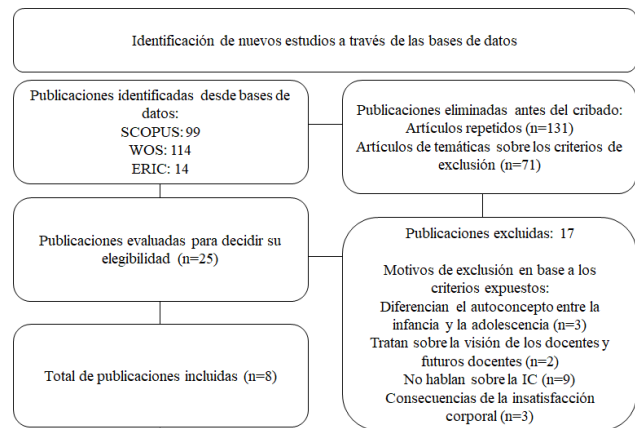 Identificación de nuevos estudios a través de las bases de datos
Publicaciones identificadas desde bases de
datos:
SCOPUS: 99
WOS: 114
ERIC: 14
Publicaciones eliminadas antes del cribado:
Artículos repetidos (n=131)
Artículos de temáticas sobre los criterios de
exclusión (n=71)
Publicaciones evaluadas para decidir su
elegibilidad (n=25)
Publicaciones excluidas: 17
Motivos de exclusión en base a los
criterios expuestos:
Diferencian el autoconcepto entre la
infancia y la adolescencia (n=3)
Tratan sobre la visión de los docentes y
futuros docentes (n=2)
No hablan sobre la IC (n=9)
Consecuencias de la insatisfacción
corporal (n=3)
Total de publicaciones incluidas (n=8)